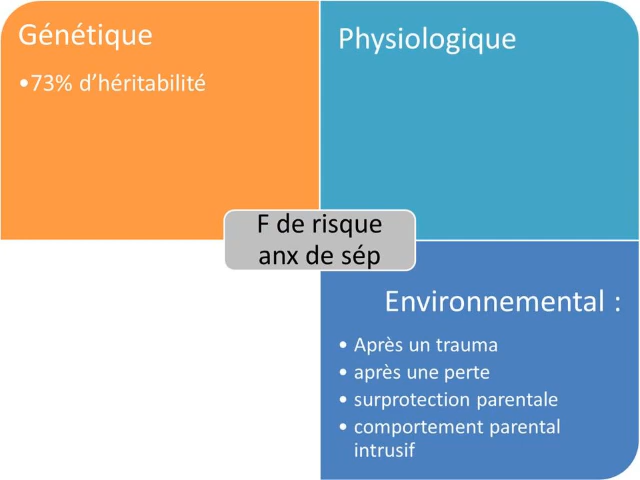 Génétique
•73% d’héritabilité
Physiologique
F de risque
anx de sép
Environnemental :
• Après un trauma
• après une perte
• surprotection parentale
• comportement parental
intrusif